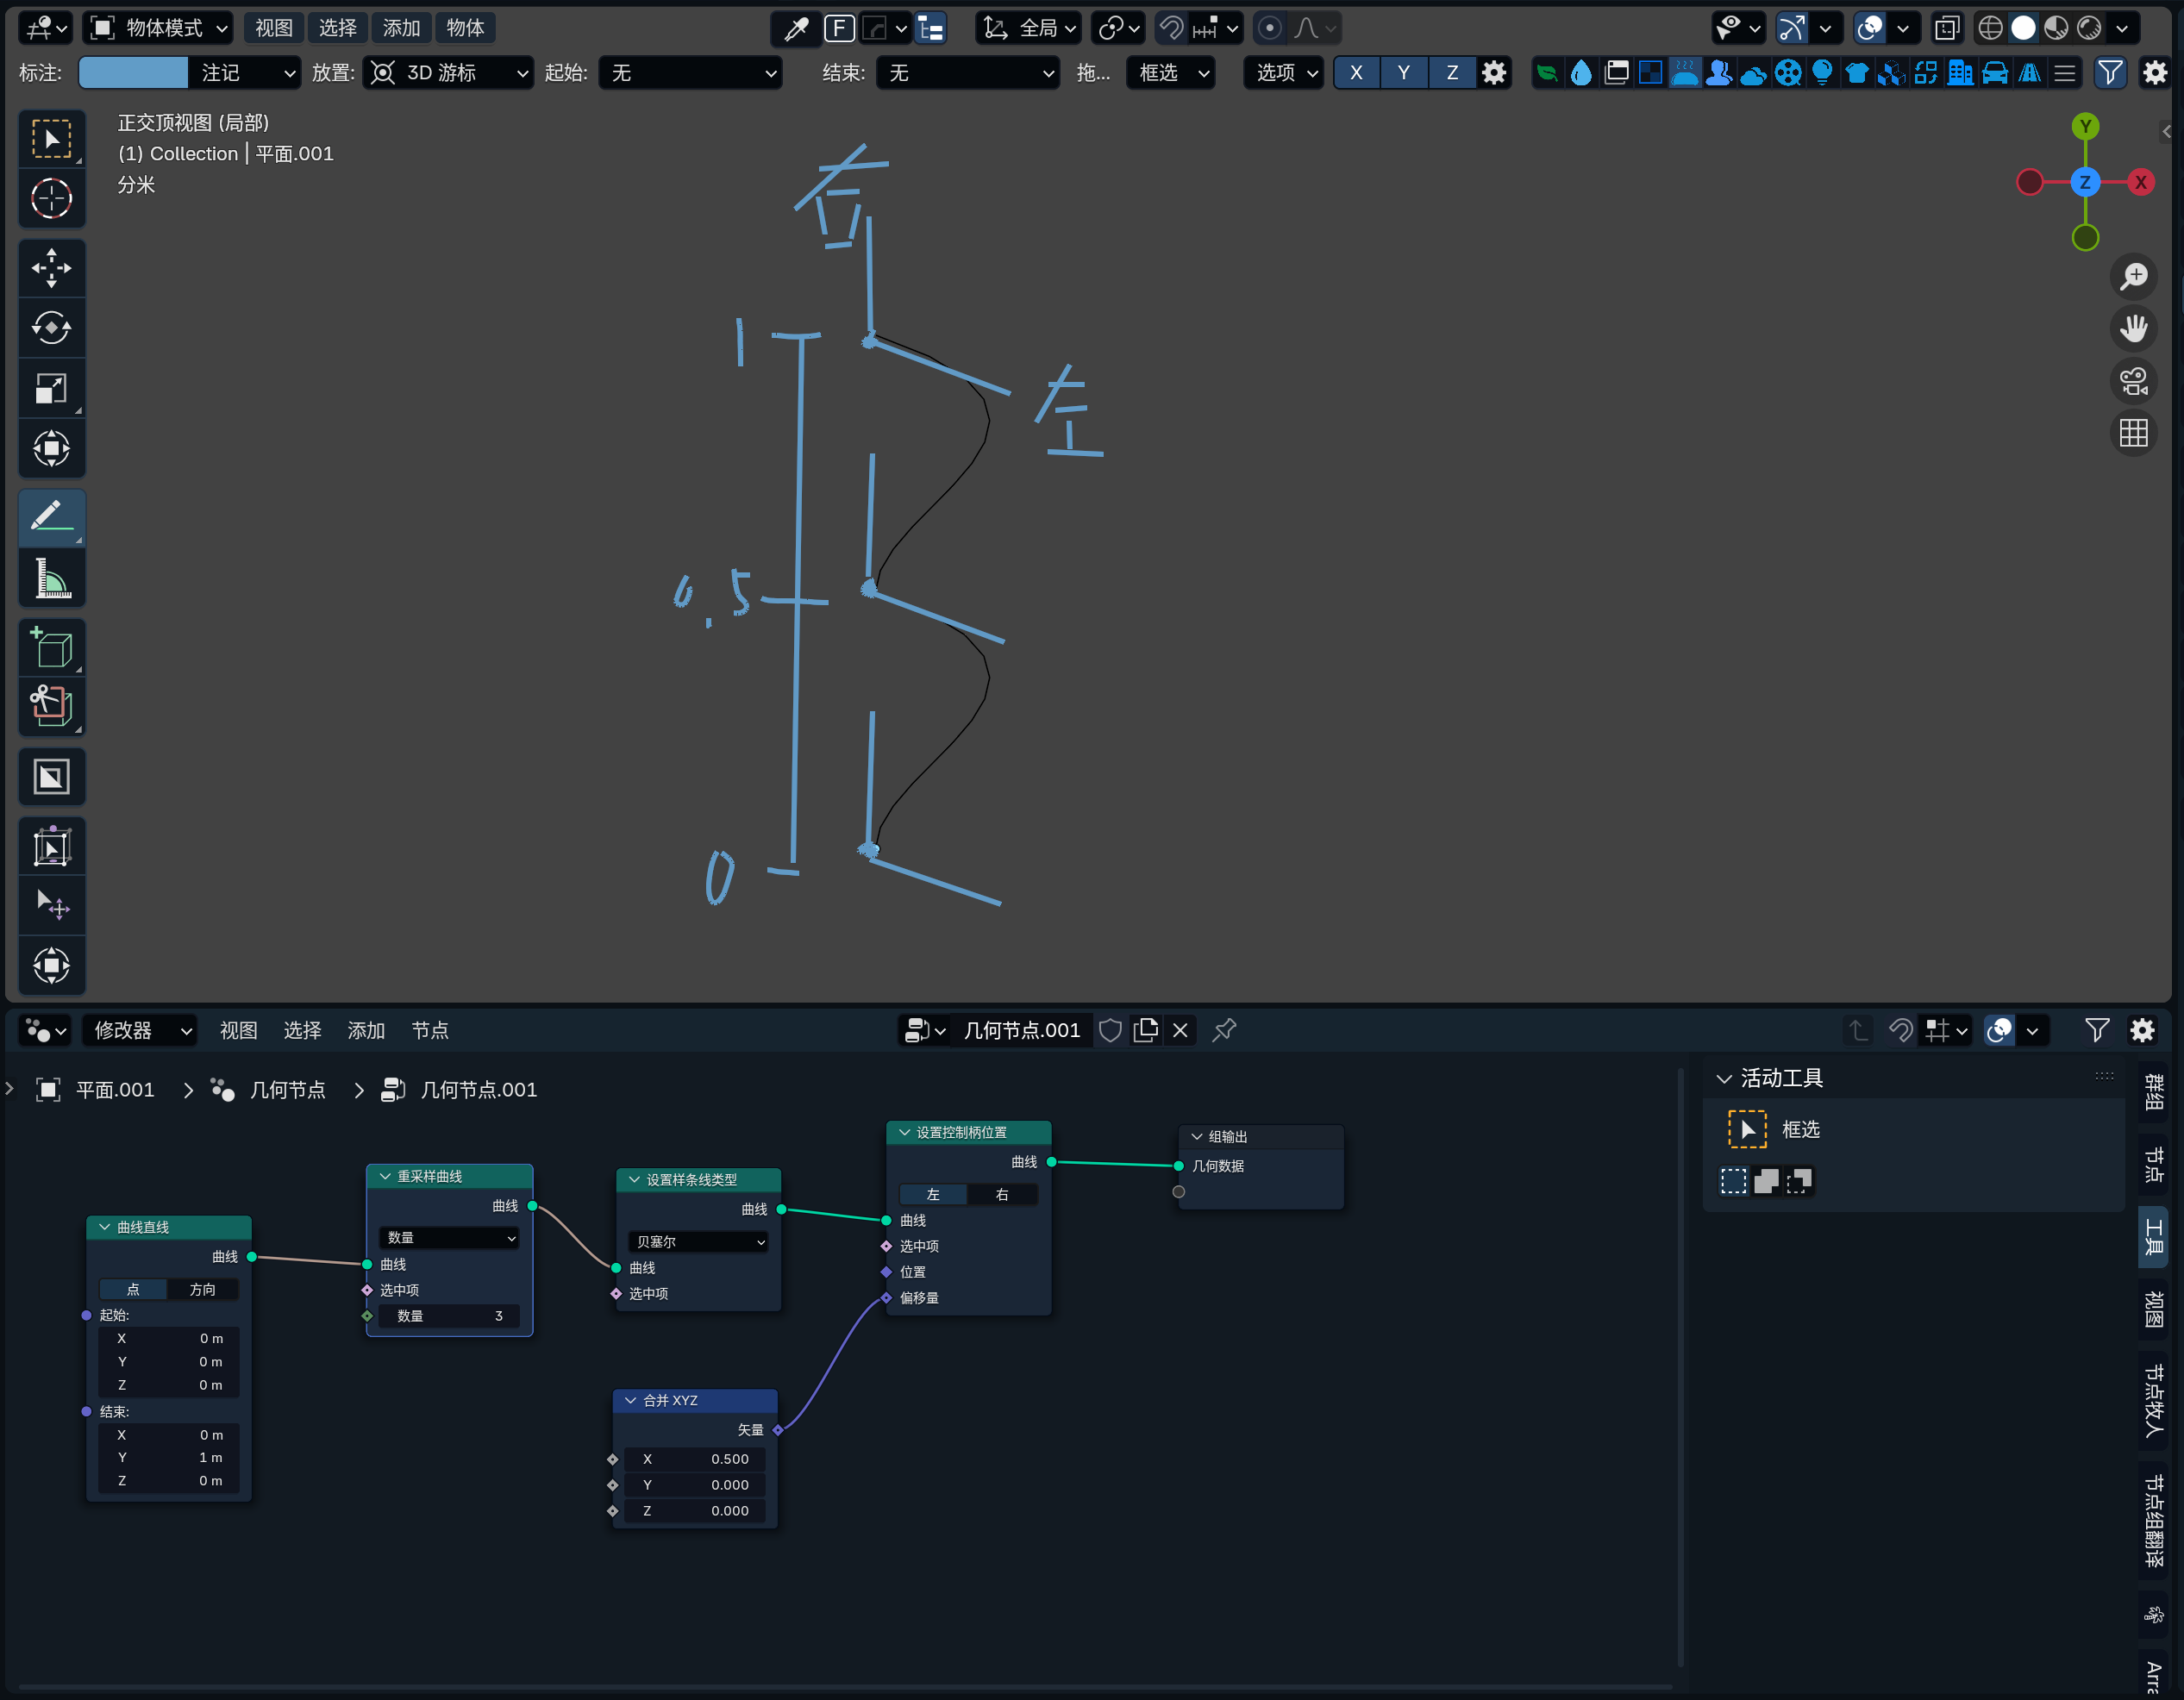 物体模式 视图 选择 添加 物体 F 全局
标注: 注记 放置: 3D 游标 起始: 无 结束: 无 拖... 框选 选项 X Y Z
正交顶视图 (局部)
(1) Collection | 平面.001
分米
Y
Z X
右
1
左
0.5
0
修改器 视图 选择 添加 节点 几何节点.001
平面.001 几何节点 几何节点.001
曲线直线
曲线
点 方向
起始:
X 0 m
Y 0 m
Z 0 m
结束:
X 0 m
Y 1 m
Z 0 m
重采样曲线
曲线
数量
曲线
选中项
数量 3
设置样条线类型
曲线
贝塞尔
曲线
选中项
合并 XYZ
矢量
X 0.500
Y 0.000
Z 0.000
设置控制柄位置
曲线
左 右
曲线
选中项
位置
偏移量
组输出
几何数据
活动工具
框选
群组
节点
工具
视图
节点牧人
节点组翻译
Arra